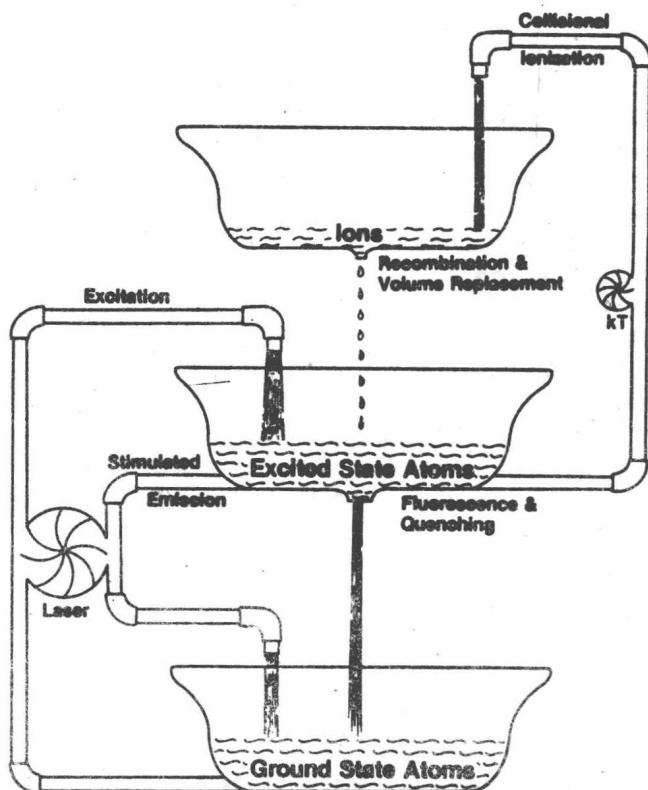 Collisional
Ionization
Ions
Recombination &
Volume Replacement
kT
Excitation
Stimulated
Emission
Excited State Atoms
Fluorescence &
Quenching
Laser
Ground State Atoms